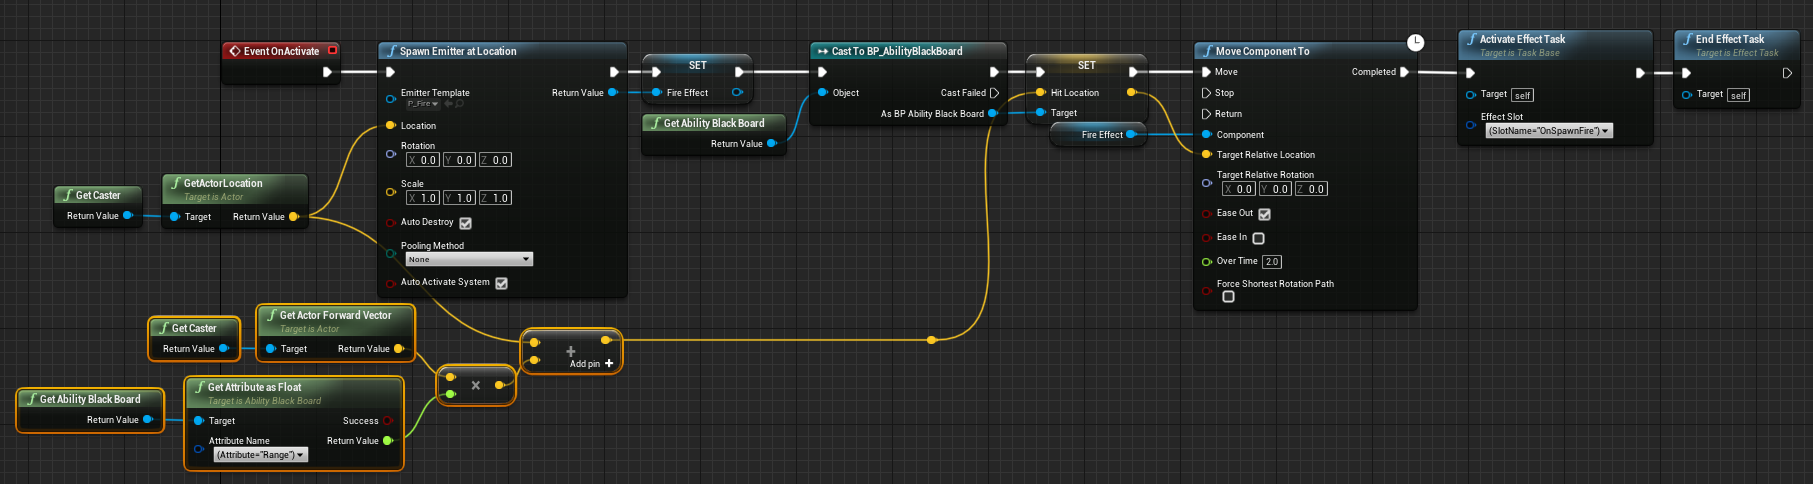 Event OnActivate
Spawn Emitter at Location
Emitter Template
P_Fire
Return Value
Location
Rotation
X 0.0 Y 0.0 Z 0.0
Scale
X 1.0 Y 1.0 Z 1.0
Auto Destroy
Pooling Method
None
Auto Activate System
Get Caster
Return Value
GetActorLocation
Target is Actor
Target
Return Value
SET
Fire Effect
Get Ability Black Board
Return Value
Cast To BP_AbilityBlackBoard
Object
Cast Failed
As BP Ability Black Board
SET
Hit Location
Target
Fire Effect
Move Component To
Move
Completed
Stop
Return
Component
Target Relative Location
Target Relative Rotation
X 0.0 Y 0.0 Z 0.0
Ease Out
Ease In
Over Time 2.0
Force Shortest Rotation Path
Activate Effect Task
Target is Task Base
Target self
Effect Slot
(SlotName="OnSpawnFire")
End Effect Task
Target is Effect Task
Target self
Get Caster
Return Value
Get Actor Forward Vector
Target is Actor
Target
Return Value
Get Ability Black Board
Return Value
Get Attribute as Float
Target is Ability Black Board
Target
Success
Attribute Name
(Attribute="Range")
Return Value
×
+
Add pin +